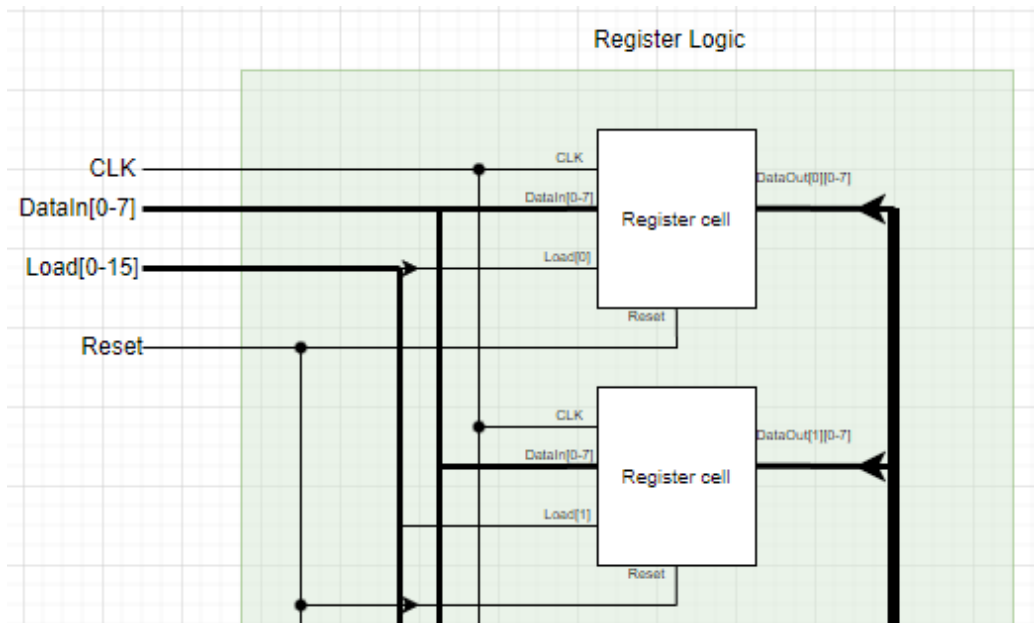 Register Logic
CLK
CLK
DataOut[0][0-7]
DataIn[0-7]
DataIn[0-7]
Register cell
Load[0-15]
Load[0]
Reset
Reset
CLK
DataOut[1][0-7]
DataIn[0-7]
Register cell
Load[1]
Reset